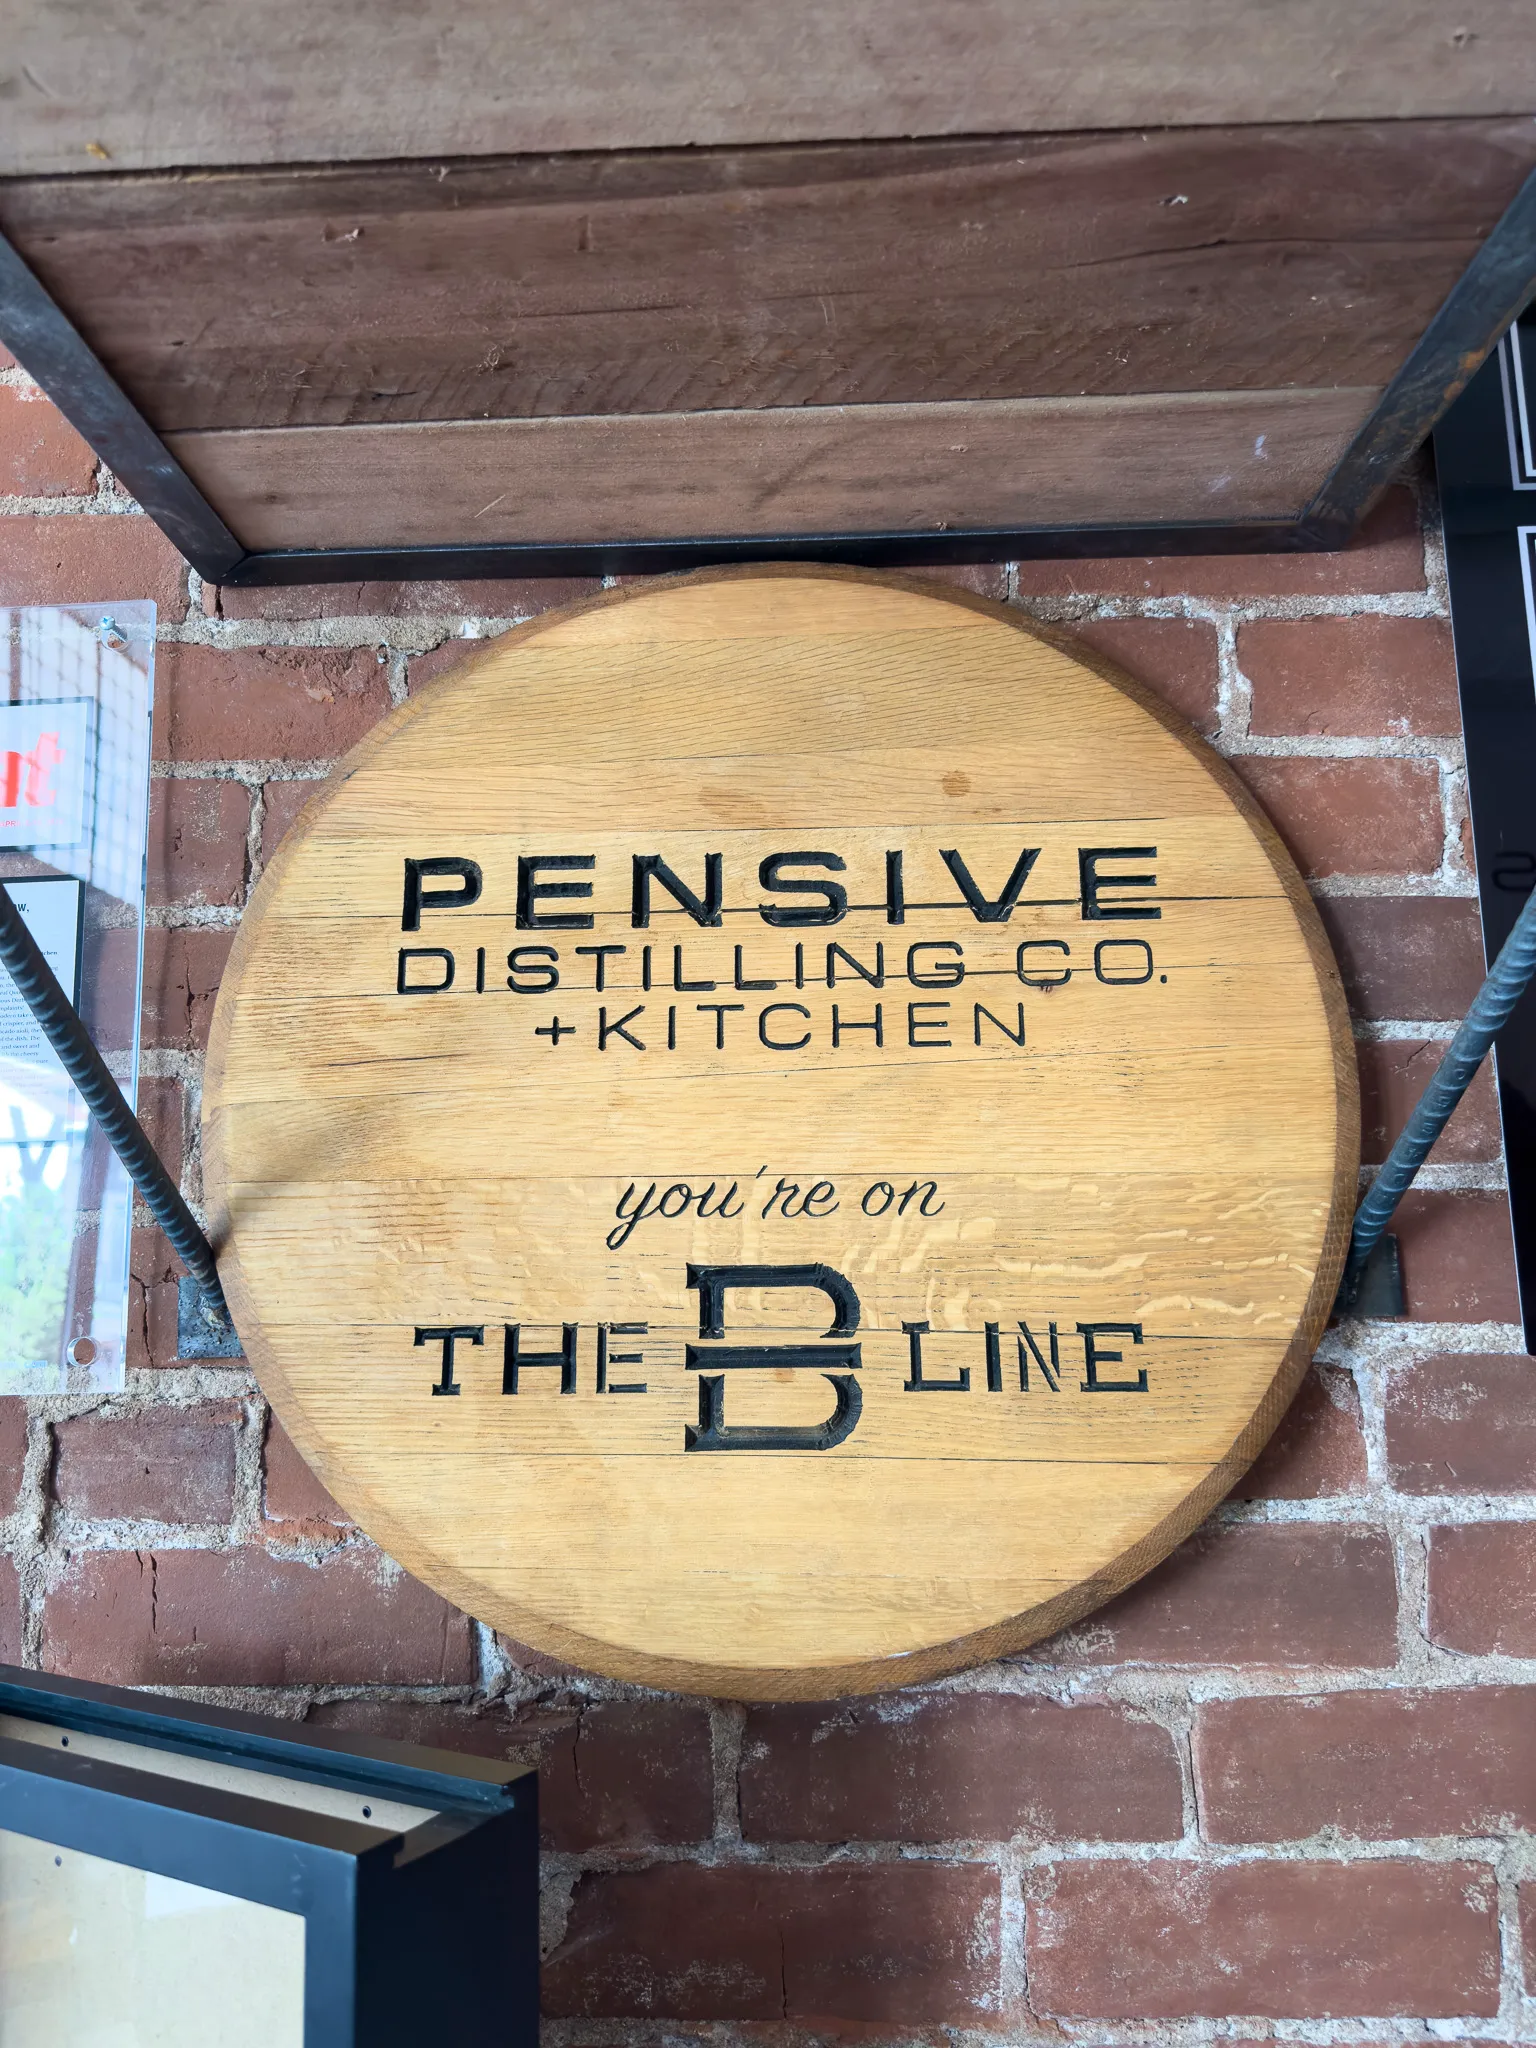 PENSIVE
DISTILLING CO.
+KITCHEN
you're on
THE B LINE